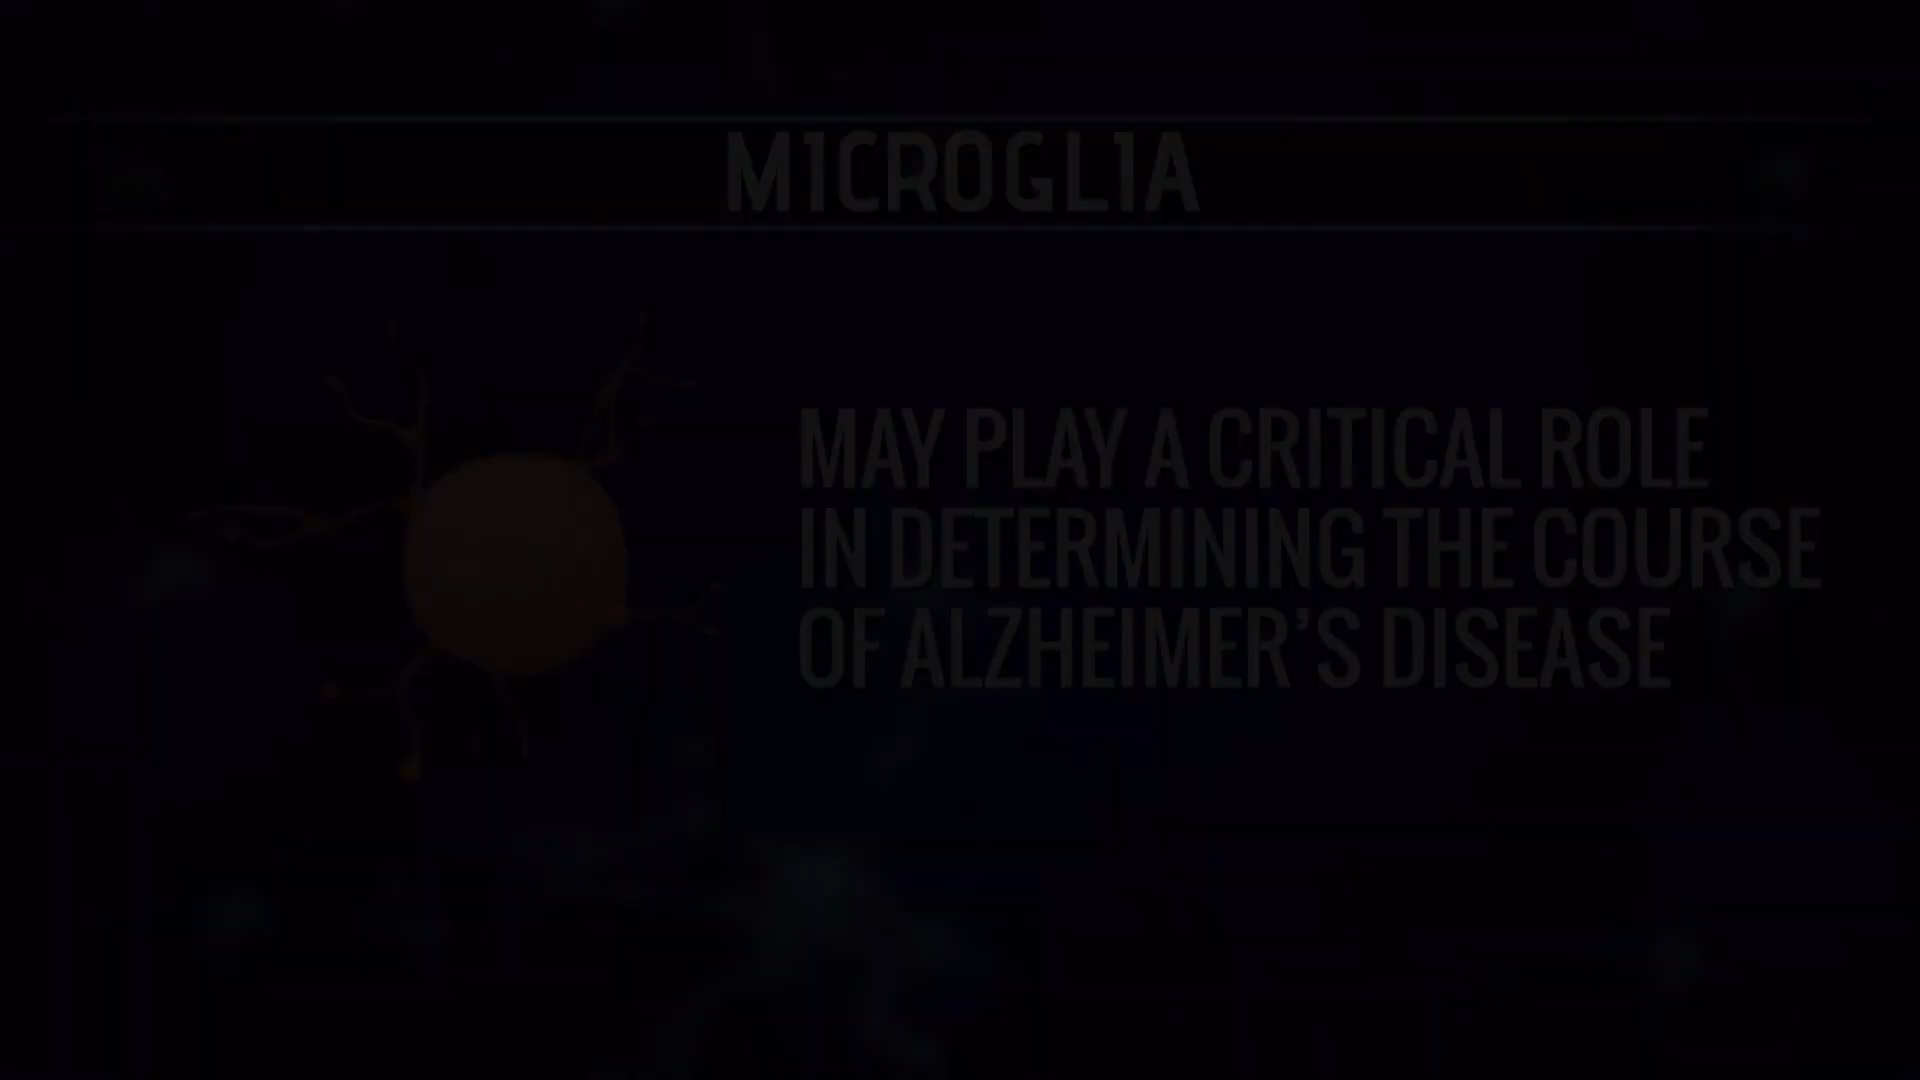 MICROGLIA
MAY PLAY A CRITICAL ROLE
IN DETERMINING THE COURSE
OF ALZHEIMER’S DISEASE